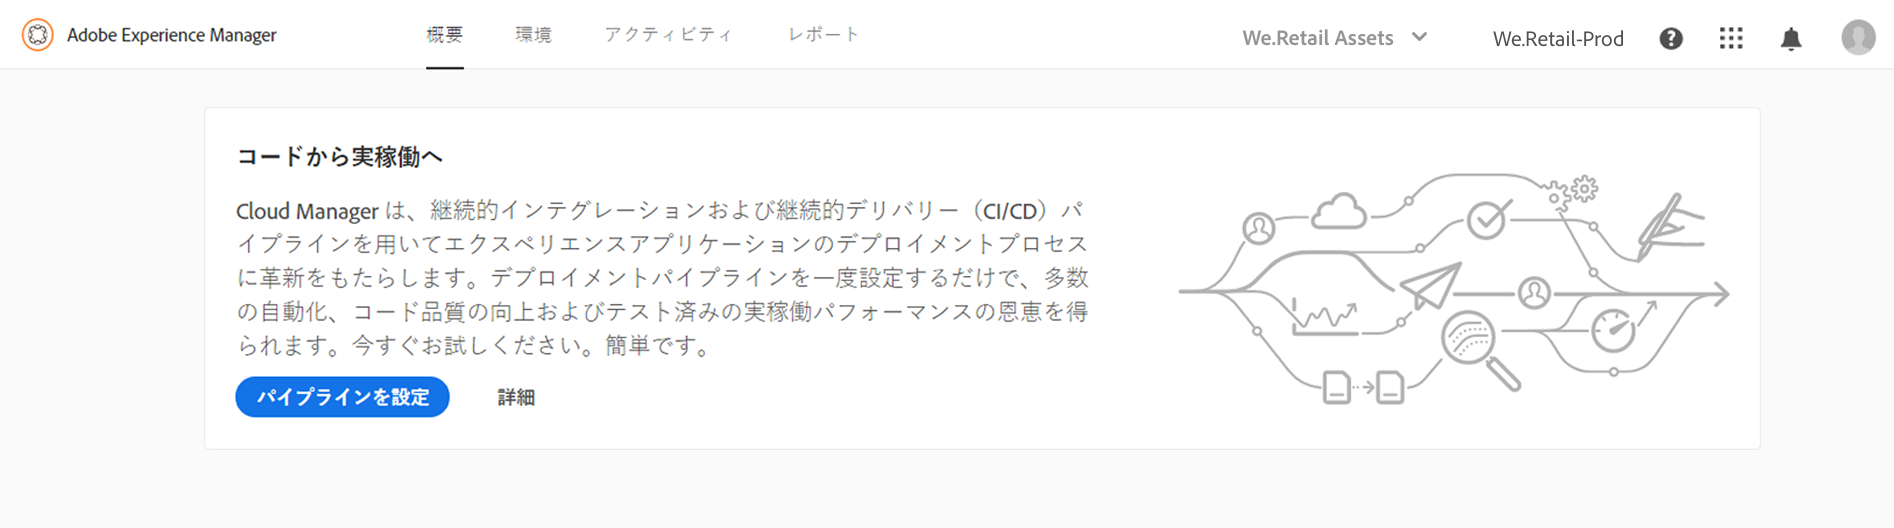 Adobe Experience Manager
概要
環境
アクティビティ
レポート
We.Retail Assets
We.Retail-Prod
コードから実稼働へ
Cloud Manager は、継続的インテグレーションおよび継続的デリバリー（CI/CD）パ
イプラインを用いてエクスペリエンスアプリケーションのデプロイメントプロセス
に革新をもたらします。デプロイメントパイプラインを一度設定するだけで、多数
の自動化、コード品質の向上およびテスト済みの実稼働パフォーマンスの恩恵を得
られます。今すぐお試しください。簡単です。
パイプラインを設定
詳細